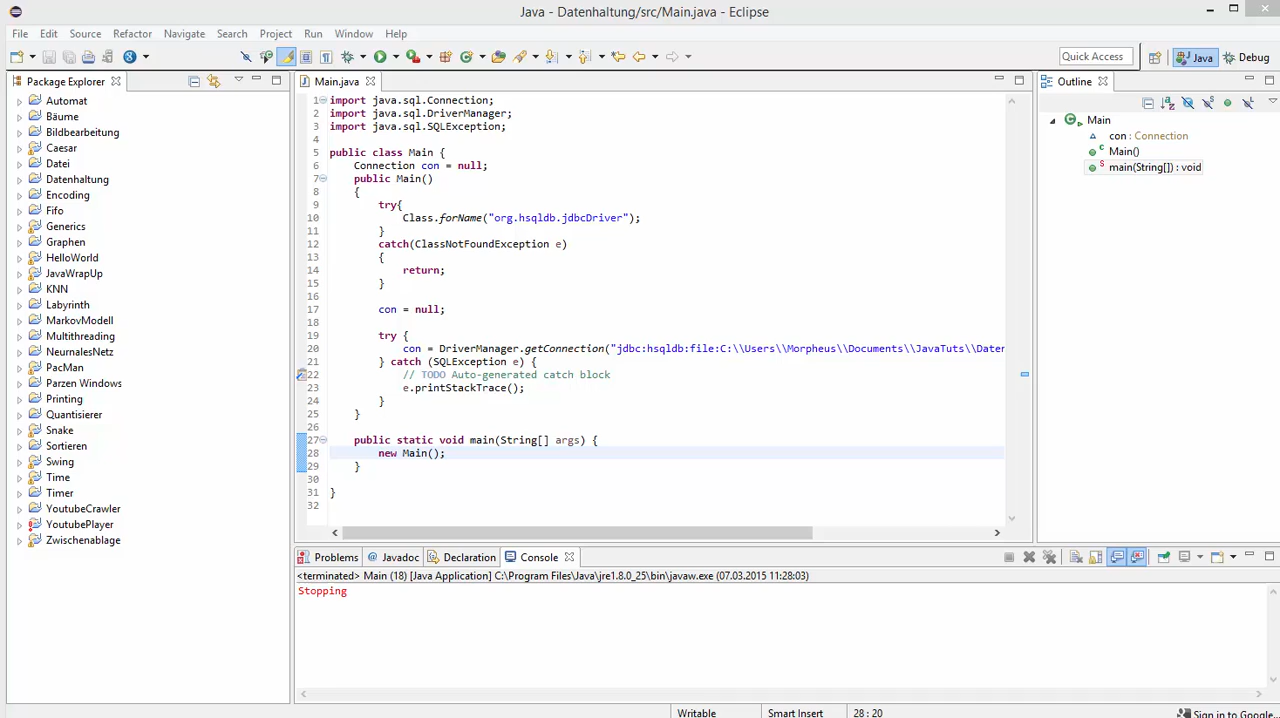 Java - Datenhaltung/src/Main.java - Eclipse
File Edit Source Refactor Navigate Search Project Run Window Help
Quick Access Java Debug
Package Explorer
Automat
Bäume
Bildbearbeitung
Caesar
Datei
Datenhaltung
Encoding
Fifo
Generics
Graphen
HelloWorld
JavaWrapUp
KNN
Labyrinth
MarkovModell
Multithreading
NeurnalesNetz
PacMan
Parzen Windows
Printing
Quantisierer
Snake
Sortieren
Swing
Time
Timer
YoutubeCrawler
YoutubePlayer
Zwischenablage
Main.java
1 import java.sql.Connection;
2 import java.sql.DriverManager;
3 import java.sql.SQLException;
4
5 public class Main {
6 Connection con = null;
7 public Main()
8 {
9 try{
10 Class.forName("org.hsqldb.jdbcDriver");
11 }
12 catch(ClassNotFoundException e)
13 {
14 return;
15 }
16
17 con = null;
18
19 try {
20 con = DriverManager.getConnection("jdbc:hsqldb:file:C:\\Users\\Morpheus\\Documents\\JavaTuts\\Daten
21 } catch (SQLException e) {
22 // TODO Auto-generated catch block
23 e.printStackTrace();
24 }
25 }
26
27 public static void main(String[] args) {
28 new Main();
29 }
30
31 }
32
Outline
Main
con : Connection
Main()
main(String[]) : void
Problems Javadoc Declaration Console
<terminated> Main (18) [Java Application] C:\Program Files\Java\jre1.8.0_25\bin\javaw.exe (07.03.2015 11:28:03)
Stopping
Writable Smart Insert 28 : 20 Sign in to Google...